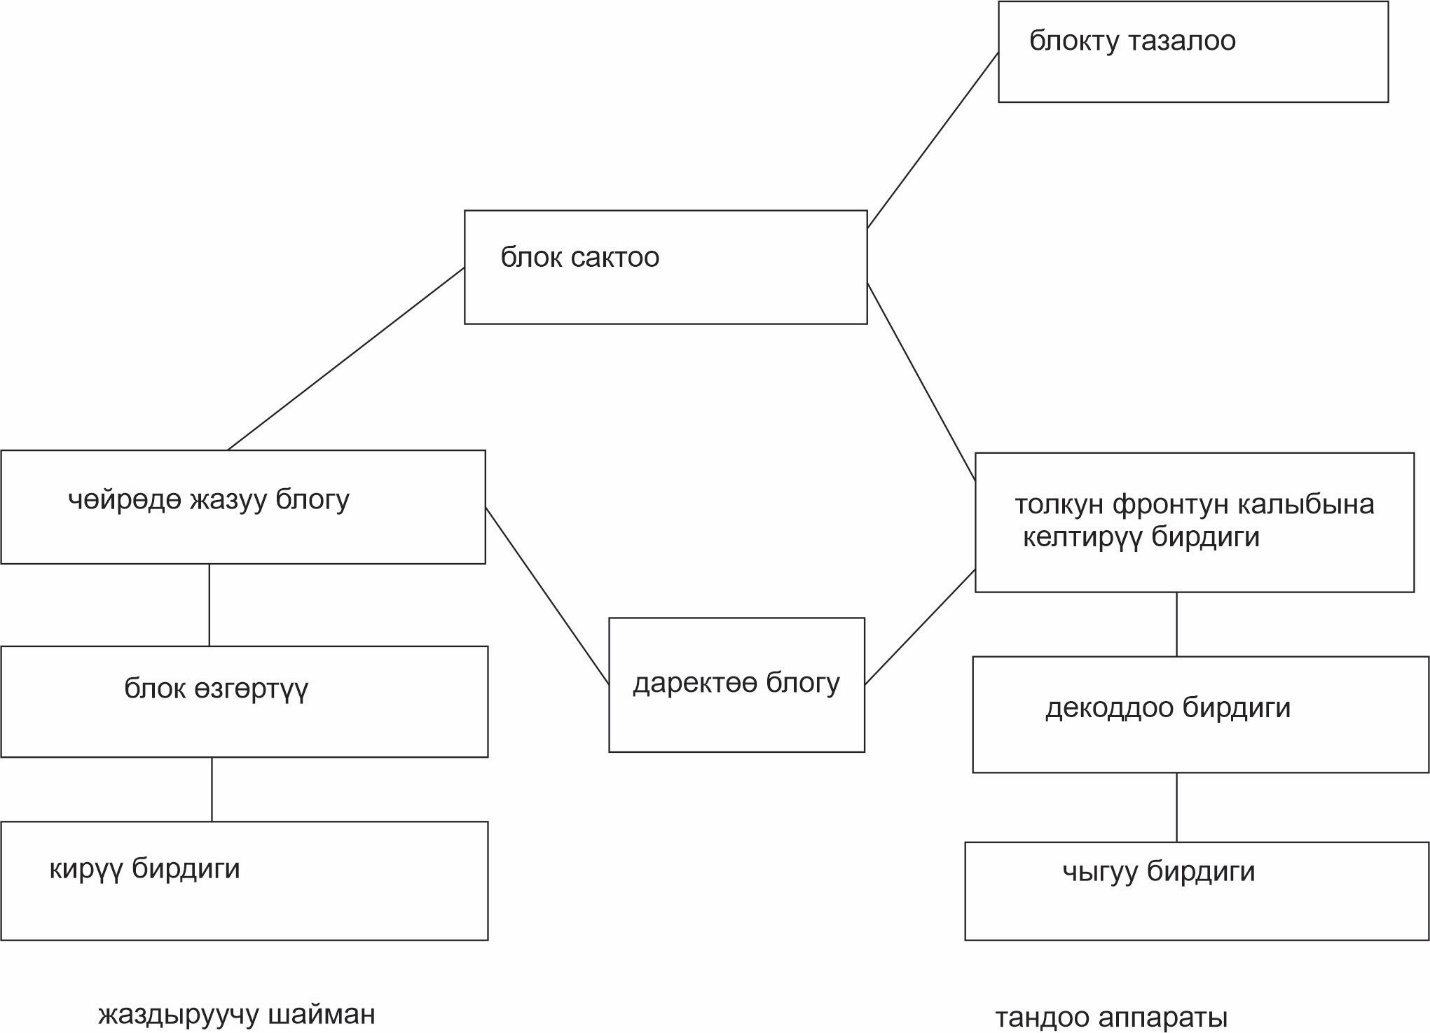 блокту тазалоо
блок сактоо
чөйрөдө жазуу блогу
толкун фронтун калыбына
келтирүү бирдиги
блок өзгөртүү
даректөө блогу
декоддоо бирдиги
кирүү бирдиги
чыгуу бирдиги
жаздыруучу шайман
тандоо аппараты